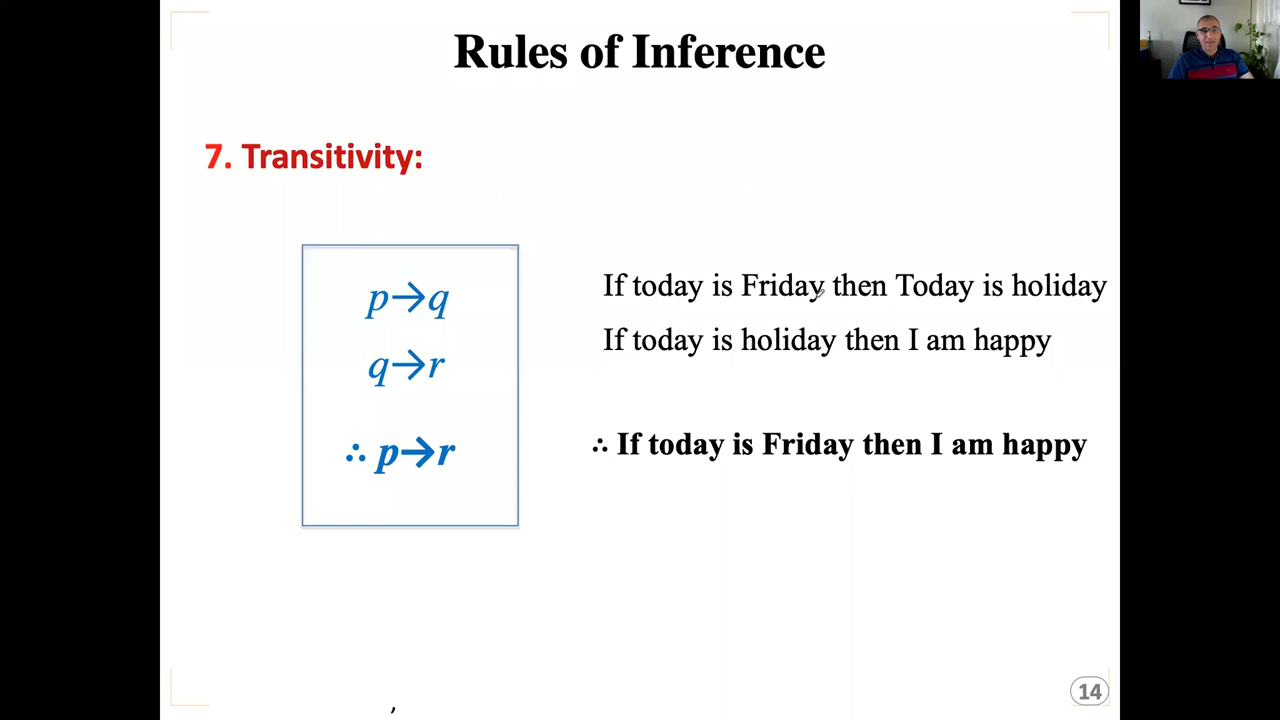 Rules of Inference
7. Transitivity:
p→q
q→r
∴ p→r
If today is Friday then Today is holiday
If today is holiday then I am happy
∴ If today is Friday then I am happy
14
,